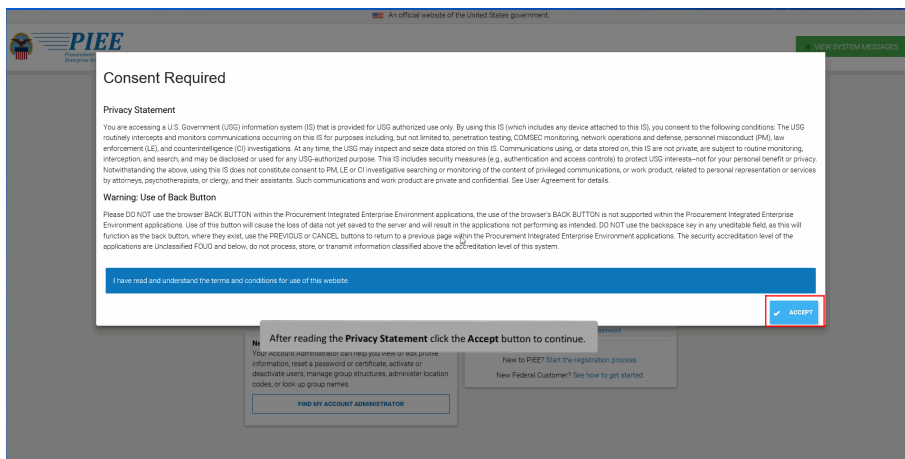 An official website of the United States government
PIEE
Procurement
Enterprise En
VIEW SYSTEM MESSAGES
Consent Required
Privacy Statement
You are accessing a U.S. Government (USG) information system (IS) that is provided for USG authorized use only. By using this IS (which includes any device attached to this IS), you consent to the following conditions: The USG
routinely intercepts and monitors communications occurring on this IS for purposes including, but not limited to, penetration testing, COMSEC monitoring, network operations and defense, personnel misconduct (PM), law
enforcement (LE), and counterintelligence (CI) investigations. At any time, the USG may inspect and seize data stored on this IS. Communications using, or data stored on, this IS are not private, are subject to routine monitoring,
interception, and search, and may be disclosed or used for any USG-authorized purpose. This IS includes security measures (e.g., authentication and access controls) to protect USG interests--not for your personal benefit or privacy.
Notwithstanding the above, using this IS does not constitute consent to PM, LE or CI investigative searching or monitoring of the content of privileged communications, or work product, related to personal representation or services
by attorneys, psychotherapists, or clergy, and their assistants. Such communications and work product are private and confidential. See User Agreement for details.
Warning: Use of Back Button
Please DO NOT use the browser BACK BUTTON within the Procurement Integrated Enterprise Environment applications, the use of the browser's BACK BUTTON is not supported within the Procurement Integrated Enterprise
Environment applications. Use of this button will cause the loss of data not yet saved to the server and will result in the applications not performing as intended. DO NOT use the backspace key in any uneditable field, as this will
function as the back button, where they exist, use the PREVIOUS or CANCEL buttons to return to a previous page within the Procurement Integrated Enterprise Environment applications. The security accreditation level of the
applications are Unclassified FOUO and below, do not process, store, or transmit information classified above the accreditation level of this system.
I have read and understand the terms and conditions for use of this website.
ACCEPT
After reading the Privacy Statement click the Accept button to continue.
Ne
Your Account Administrator can help you view or edit profile
information, reset a password or certificate, activate or
deactivate users, manage group structures, administer location
codes, or look up group names.
FIND MY ACCOUNT ADMINISTRATOR
New to PIEE? Start the registration process.
New Federal Customer? See how to get started.